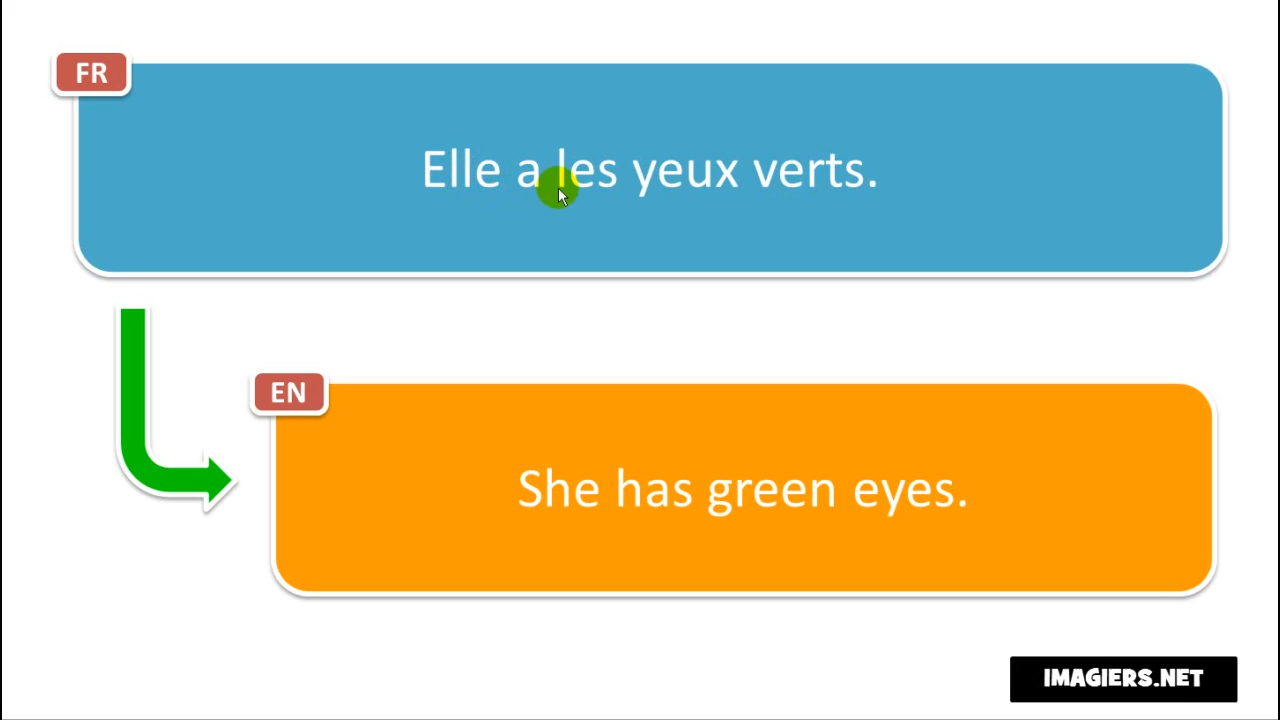 FR
Elle a les yeux verts.
EN
She has green eyes.
IMAGIERS.NET